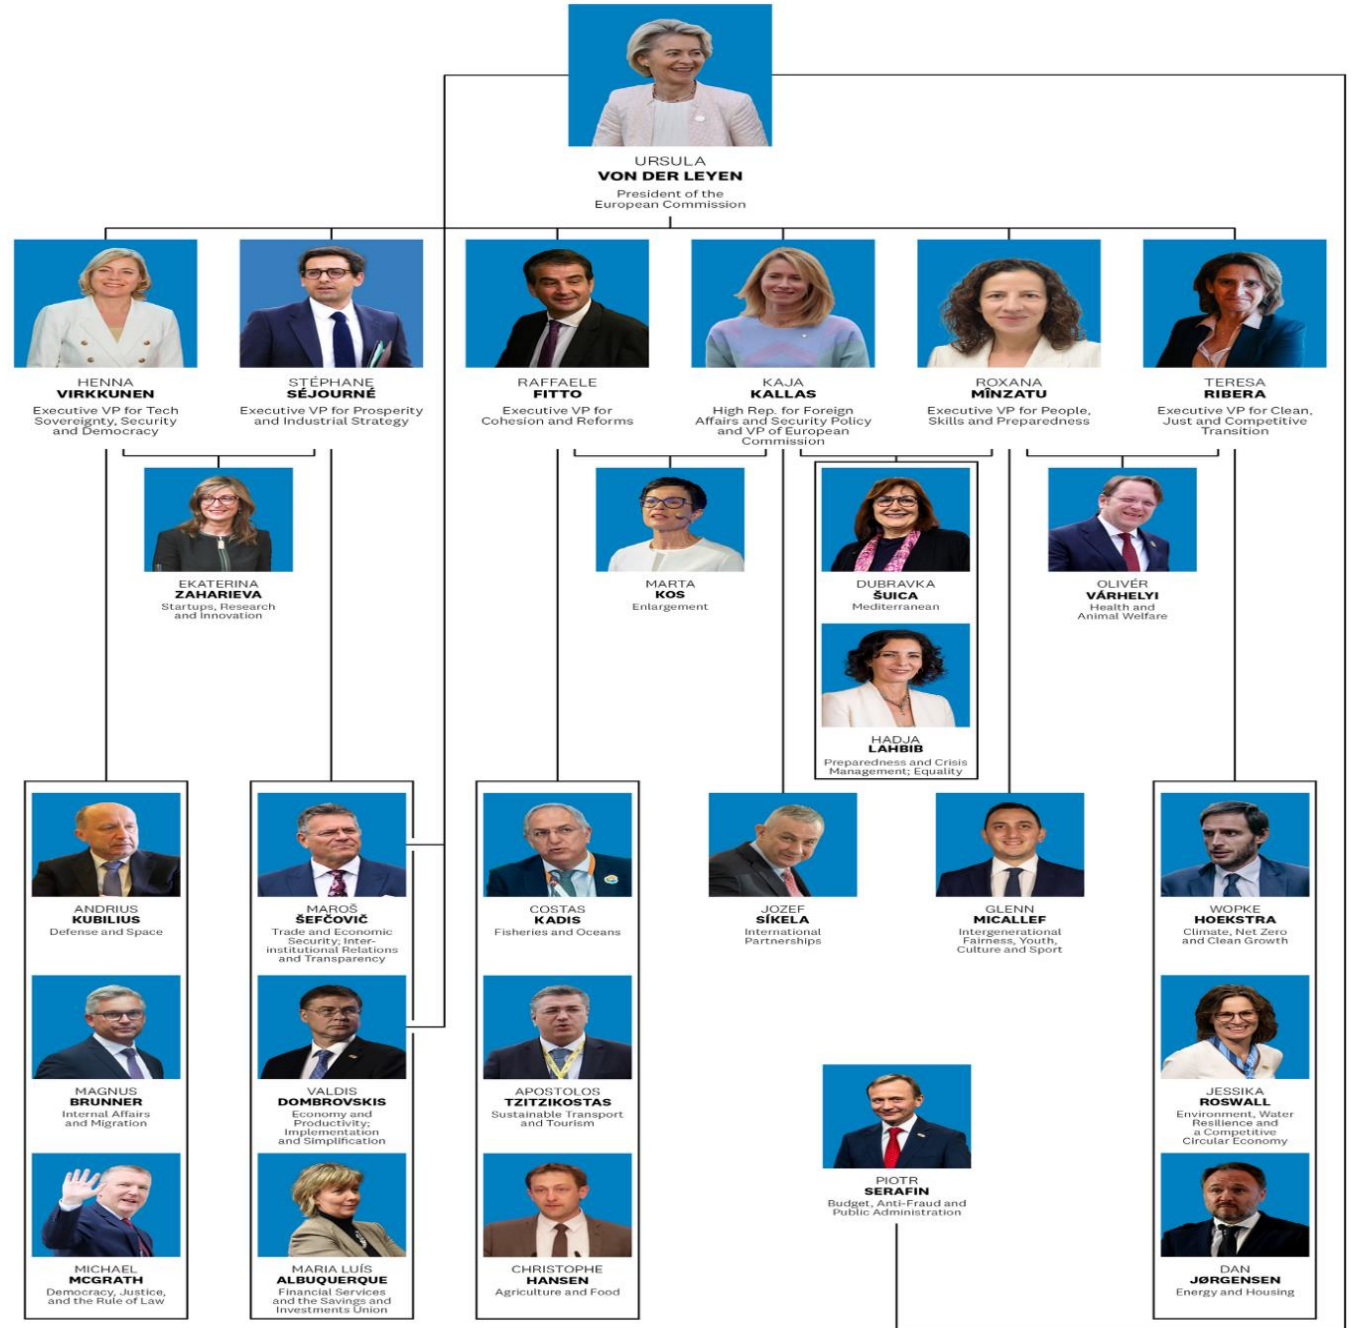 URSULA
VON DER LEYEN
President of the
European Commission
HENNA
VIRKKUNEN
Executive VP for Tech
Sovereignty, Security
and Democracy
STÉPHANE
SÉJOURNÉ
Executive VP for Prosperity
and Industrial Strategy
RAFFAELE
FITTO
Executive VP for
Cohesion and Reforms
KAJA
KALLAS
High Rep. for Foreign
Affairs and Security Policy
and VP of European
Commission
ROXANA
MÎNZATU
Executive VP for People,
Skills and Preparedness
TERESA
RIBERA
Executive VP for Clean,
Just and Competitive
Transition
EKATERINA
ZAHARIEVA
Startups, Research
and Innovation
MARTA
KOS
Enlargement
DUBRAVKA
ŠUICA
Mediterranean
OLIVÉR
VÁRHELYI
Health and
Animal Welfare
HADJA
LAHBIB
Preparedness and Crisis
Management; Equality
ANDRIUS
KUBILIUS
Defense and Space
MAROŠ
ŠEFČOVIČ
Trade and Economic
Security; Inter-
institutional Relations
and Transparency
COSTAS
KADIS
Fisheries and Oceans
JOZEF
SÍKELA
International
Partnerships
GLENN
MICALLEF
Intergenerational
Fairness, Youth,
Culture and Sport
WOPKE
HOEKSTRA
Climate, Net Zero
and Clean Growth
MAGNUS
BRUNNER
Internal Affairs
and Migration
VALDIS
DOMBROVSKIS
Economy and
Productivity;
Implementation
and Simplification
APOSTOLOS
TZITZIKOSTAS
Sustainable Transport
and Tourism
JESSIKA
ROSWALL
Environment, Water
Resilience and
a Competitive
Circular Economy
PIOTR
SERAFIN
Budget, Anti-Fraud and
Public Administration
MICHAEL
MCGRATH
Democracy, Justice,
and the Rule of Law
MARIA LUÍS
ALBUQUERQUE
Financial Services
and the Savings and
Investments Union
CHRISTOPHE
HANSEN
Agriculture and Food
DAN
JØRGENSEN
Energy and Housing